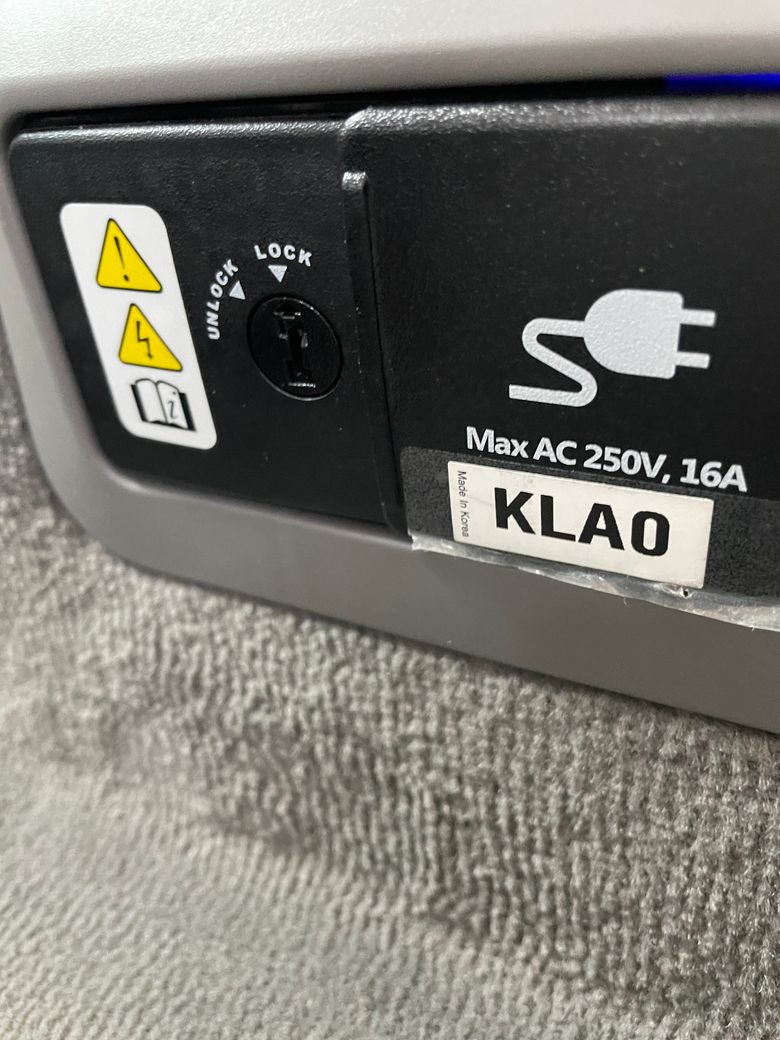 UNLOCK
LOCK
Max AC 250V, 16A
Made In Korea
KLA0